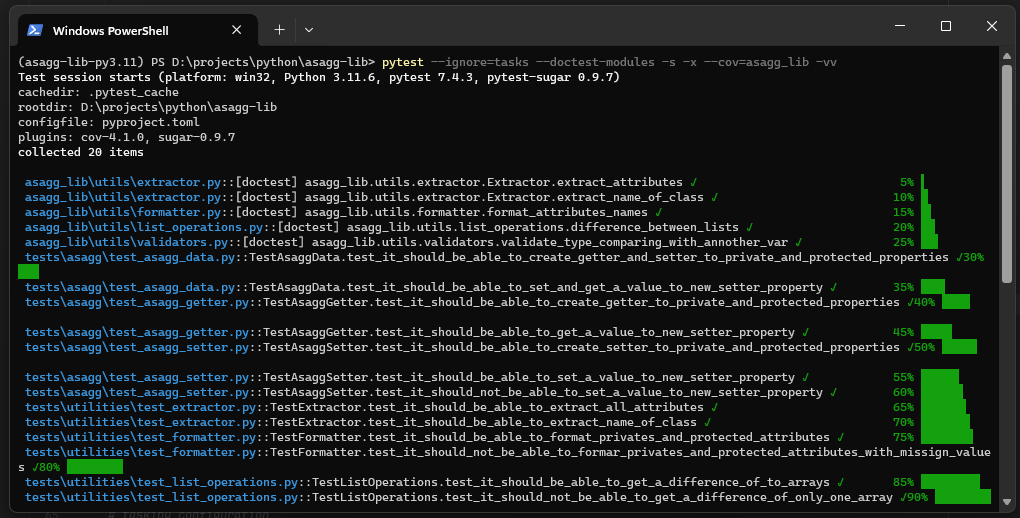 Windows PowerShell
(asagg-lib-py3.11) PS D:\projects\python\asagg-lib> pytest --ignore=tasks --doctest-modules -s -x --cov=asagg_lib -vv
Test session starts (platform: win32, Python 3.11.6, pytest 7.4.3, pytest-sugar 0.9.7)
cachedir: .pytest_cache
rootdir: D:\projects\python\asagg-lib
configfile: pyproject.toml
plugins: cov-4.1.0, sugar-0.9.7
collected 20 items
asagg_lib\utils\extractor.py::[doctest] asagg_lib.utils.extractor.Extractor.extract_attributes ✓ 5%
asagg_lib\utils\extractor.py::[doctest] asagg_lib.utils.extractor.Extractor.extract_name_of_class ✓ 10%
asagg_lib\utils\formatter.py::[doctest] asagg_lib.utils.formatter.format_attributes_names ✓ 15%
asagg_lib\utils\list_operations.py::[doctest] asagg_lib.utils.list_operations.difference_between_lists ✓ 20%
asagg_lib\utils\validators.py::[doctest] asagg_lib.utils.validators.validate_type_comparing_with_annother_var ✓ 25%
tests\asagg\test_asagg_data.py::TestAsaggData.test_it_should_be_able_to_create_getter_and_setter_to_private_and_protected_properties ✓30%
tests\asagg\test_asagg_data.py::TestAsaggData.test_it_should_be_able_to_set_and_get_a_value_to_new_setter_property ✓ 35%
tests\asagg\test_asagg_getter.py::TestAsaggGetter.test_it_should_be_able_to_create_getter_to_private_and_protected_properties ✓40%
tests\asagg\test_asagg_getter.py::TestAsaggGetter.test_it_should_be_able_to_get_a_value_to_new_setter_property ✓ 45%
tests\asagg\test_asagg_setter.py::TestAsaggSetter.test_it_should_be_able_to_create_setter_to_private_and_protected_properties ✓50%
tests\asagg\test_asagg_setter.py::TestAsaggSetter.test_it_should_be_able_to_set_a_value_to_new_setter_property ✓ 55%
tests\asagg\test_asagg_setter.py::TestAsaggSetter.test_it_should_not_be_able_to_set_a_value_to_new_setter_property ✓ 60%
tests\utilities\test_extractor.py::TestExtractor.test_it_should_be_able_to_extract_all_attributes ✓ 65%
tests\utilities\test_extractor.py::TestExtractor.test_it_should_be_able_to_extract_name_of_class ✓ 70%
tests\utilities\test_formatter.py::TestFormatter.test_it_should_be_able_to_format_privates_and_protected_attributes ✓ 75%
tests\utilities\test_formatter.py::TestFormatter.test_it_should_not_be_able_to_formar_privates_and_protected_attributes_with_missign_value
s ✓80%
tests\utilities\test_list_operations.py::TestListOperations.test_it_should_be_able_to_get_a_difference_of_to_arrays ✓ 85%
tests\utilities\test_list_operations.py::TestListOperations.test_it_should_not_be_able_to_get_a_difference_of_only_one_array ✓90%